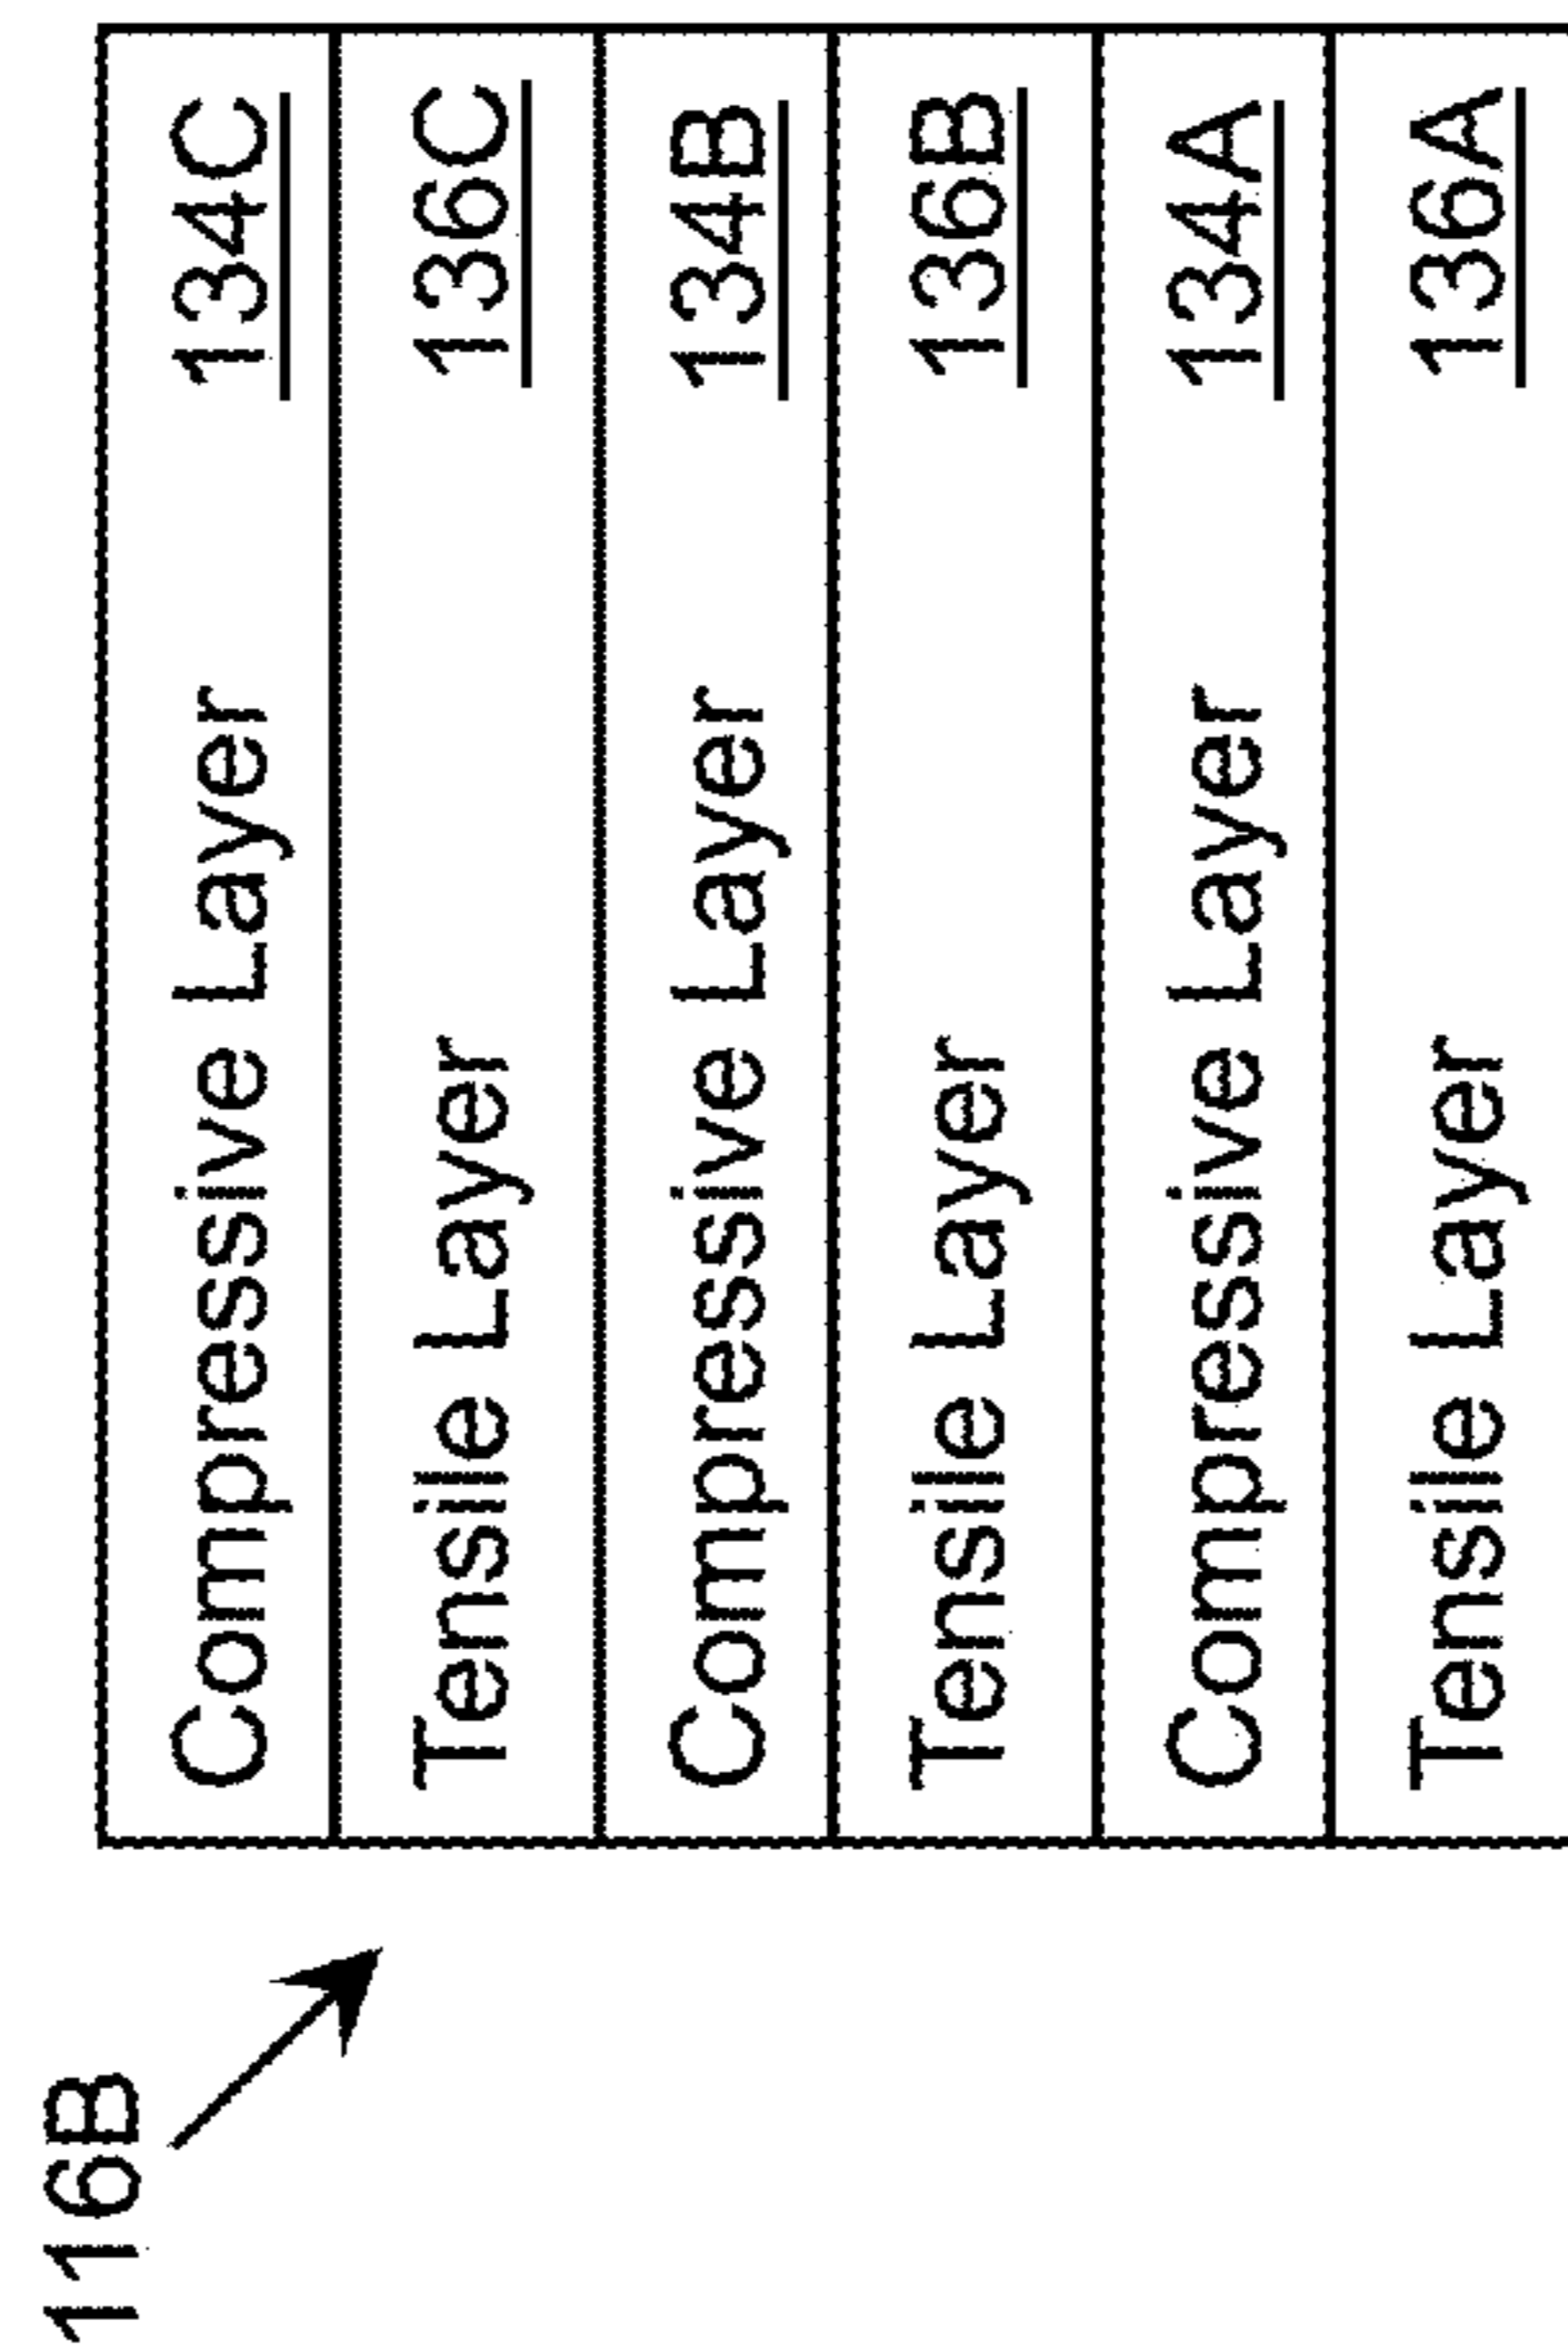 116B
Compressive Layer 134C
Tensile Layer 136C
Compressive Layer 134B
Tensile Layer 136B
Compressive Layer 134A
Tensile Layer 136A